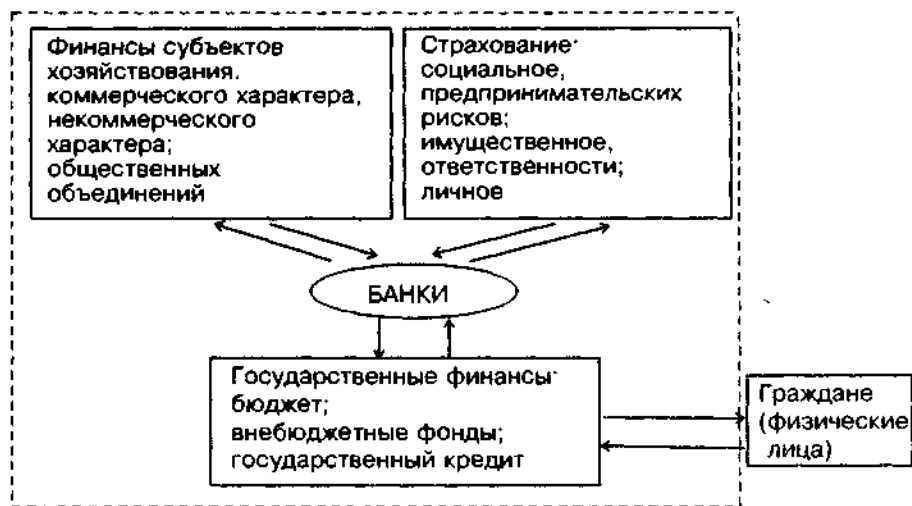 Финансы субъектов
хозяйствования.
коммерческого характера,
некоммерческого
характера;
общественных
объединений
Страхование·
социальное,
предпринимательских
рисков;
имущественное,
ответственности;
личное
БАНКИ
Государственные финансы·
бюджет;
внебюджетные фонды;
государственный кредит
Граждане
(физические
лица)